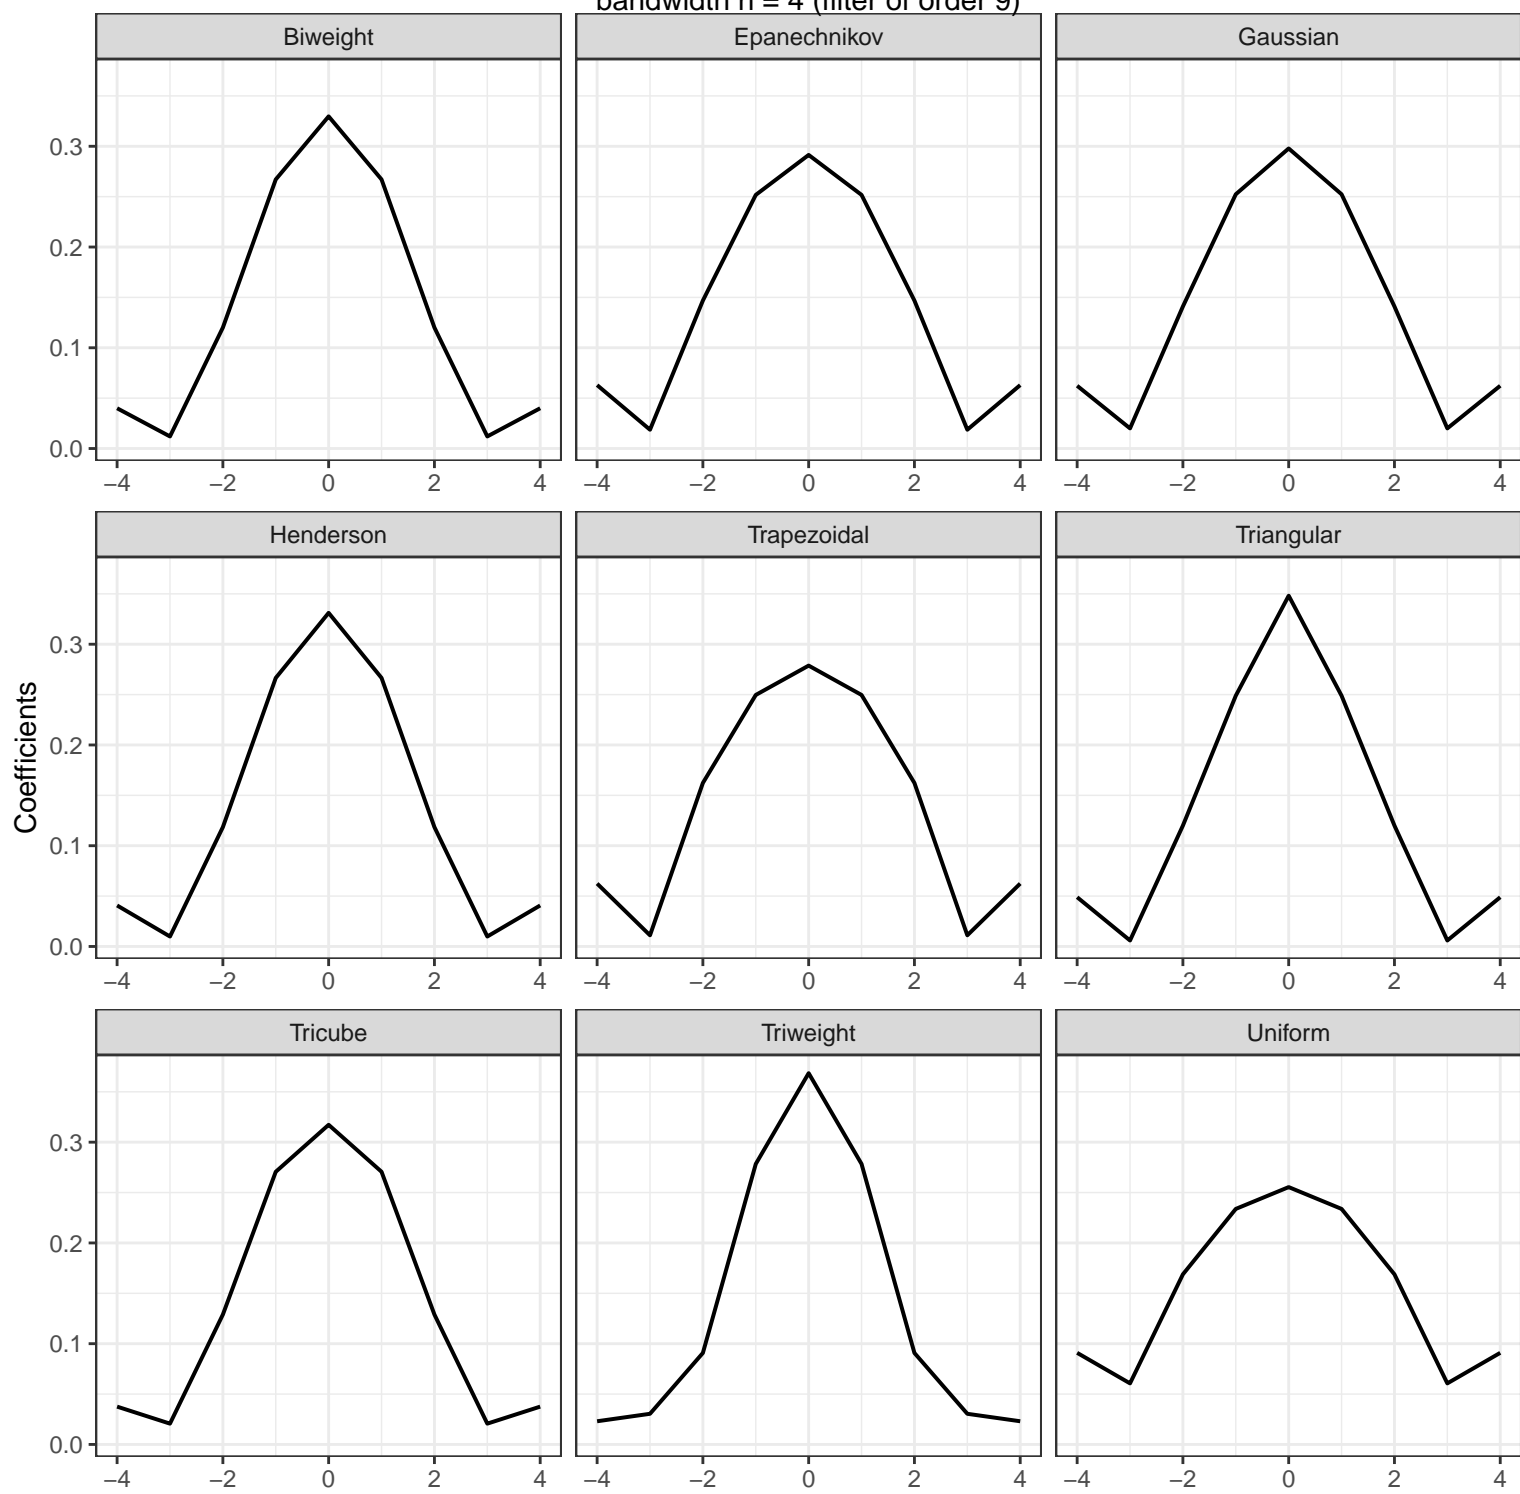 bandwidth h = 4 (filter of order 9)
Biweight
Epanechnikov
Gaussian
0.3
0.2
0.1
0.0
−4 −2 0 2 4
−4 −2 0 2 4
−4 −2 0 2 4
Henderson
Trapezoidal
Triangular
Coefficients
0.3
0.2
0.1
0.0
−4 −2 0 2 4
−4 −2 0 2 4
−4 −2 0 2 4
Tricube
Triweight
Uniform
0.3
0.2
0.1
0.0
−4 −2 0 2 4
−4 −2 0 2 4
−4 −2 0 2 4